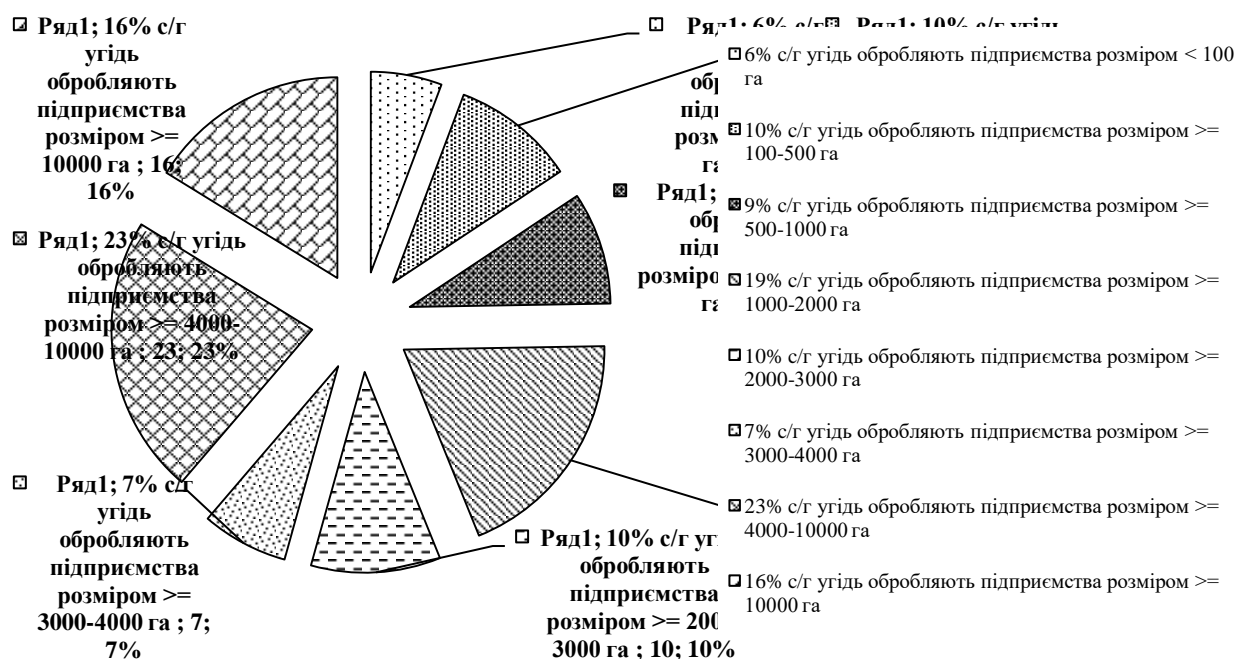 Ряд1; 16% с/г
угідь
обробляють
підприємства
розміром >=
10000 га ; 16;
16%
Ряд1; 23% с/г угідь
обробляють
підприємства
розміром >= 4000-
10000 га ; 23; 23%
Ряд1; 7% с/г
угідь
обробляють
підприємства
розміром >=
3000-4000 га ; 7;
7%
Ряд1; 6% с/г
Ряд1; 10% с/г угідь
Ряд1;
Ряд1; 10% с/г уг
обробляють
підприємства
розміром >= 200
3000 га ; 10; 10%
6% с/г угідь обробляють підприємства розміром < 100
га
10% с/г угідь обробляють підприємства розміром >=
100-500 га
9% с/г угідь обробляють підприємства розміром >=
500-1000 га
19% с/г угідь обробляють підприємства розміром >=
1000-2000 га
10% с/г угідь обробляють підприємства розміром >=
2000-3000 га
7% с/г угідь обробляють підприємства розміром >=
3000-4000 га
23% с/г угідь обробляють підприємства розміром >=
4000-10000 га
16% с/г угідь обробляють підприємства розміром >=
10000 га